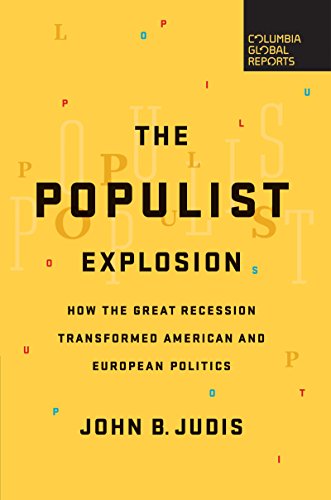 COLUMBIA
GLOBAL
REPORTS
THE
POPULIST
EXPLOSION
HOW THE GREAT RECESSION
TRANSFORMED AMERICAN AND
EUROPEAN POLITICS
JOHN B. JUDIS